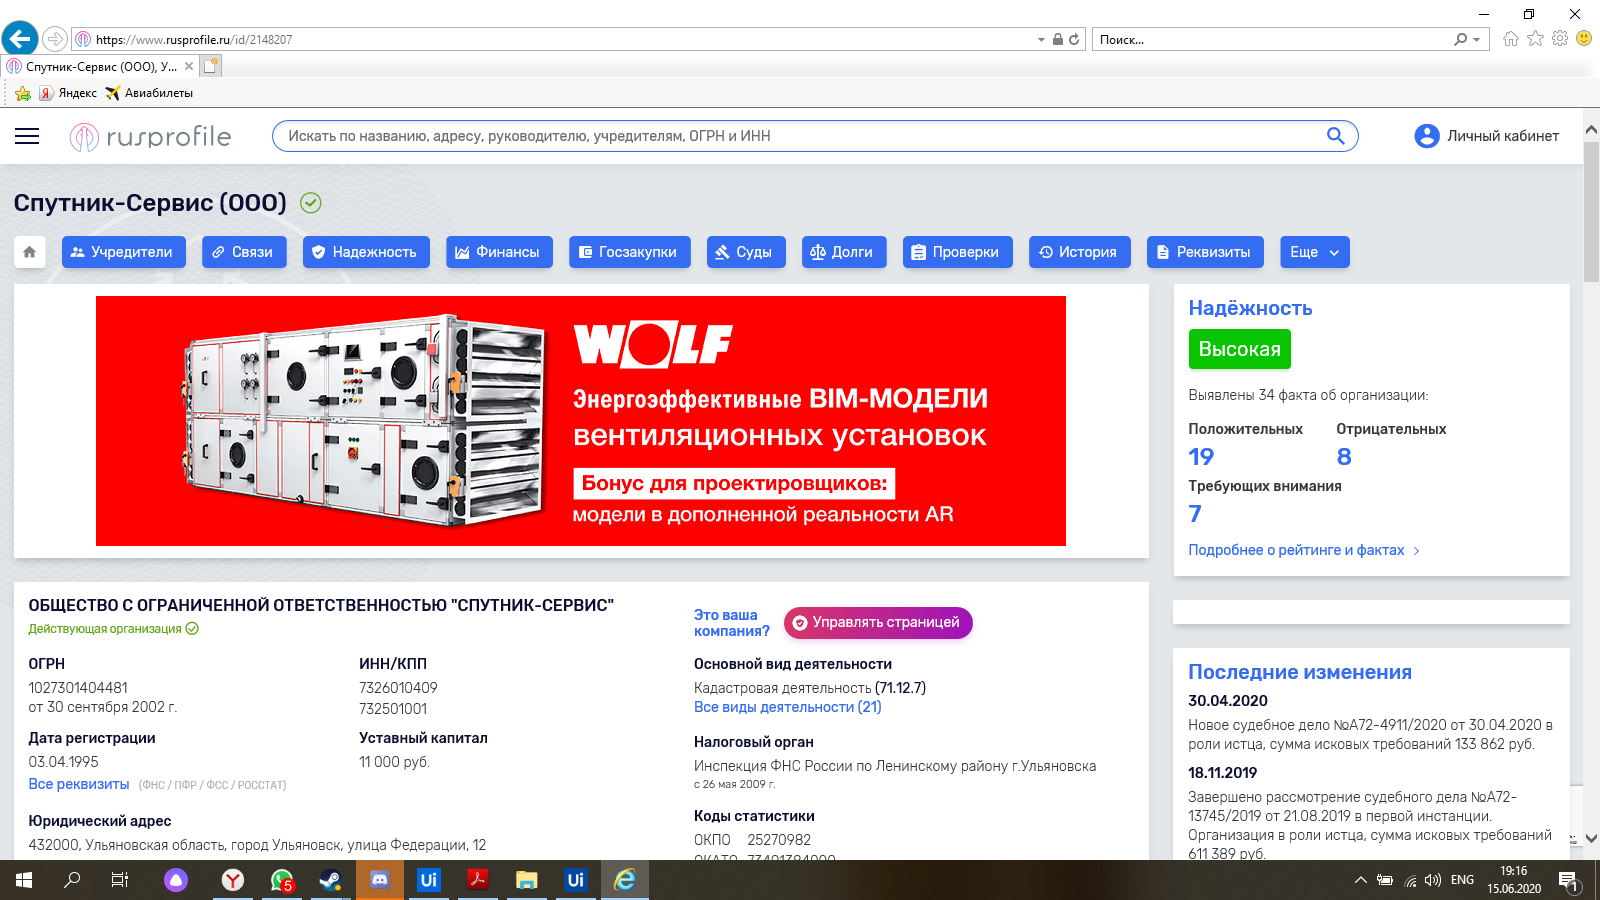 https://www.rusprofile.ru/id/2148207
Поиск...
Спутник-Сервис (ООО), У...
Яндекс
Авиабилеты
rusprofile
Искать по названию, адресу, руководителю, учредителям, ОГРН и ИНН
Личный кабинет
Спутник-Сервис (ООО)
Учредители
Связи
Надежность
Финансы
Госзакупки
Суды
Долги
Проверки
История
Реквизиты
Еще
WOLF
Энергоэффективные BIM-МОДЕЛИ
вентиляционных установок
Бонус для проектировщиков:
модели в дополненной реальности AR
Надёжность
Высокая
Выявлены 34 факта об организации:
Положительных
Отрицательных
19
8
Требующих внимания
7
Подробнее о рейтинге и фактах
ОБЩЕСТВО С ОГРАНИЧЕННОЙ ОТВЕТСТВЕННОСТЬЮ "СПУТНИК-СЕРВИС"
Действующая организация
ОГРН
1027301404481
от 30 сентября 2002 г.
ИНН/КПП
7326010409
732501001
Дата регистрации
03.04.1995
Уставный капитал
11 000 руб.
Все реквизиты (ФНС / ПФР / ФСС / РОССТАТ)
Юридический адрес
432000, Ульяновская область, город Ульяновск, улица Федерации, 12
Это ваша
компания?
Управлять страницей
Основной вид деятельности
Кадастровая деятельность (71.12.7)
Все виды деятельности (21)
Налоговый орган
Инспекция ФНС России по Ленинскому району г.Ульяновска
с 26 мая 2009 г.
Коды статистики
ОКПО 25270982
ОКАТО 73401384000
Последние изменения
30.04.2020
Новое судебное дело №А72-4911/2020 от 30.04.2020 в
роли истца, сумма исковых требований 133 862 руб.
18.11.2019
Завершено рассмотрение судебного дела №А72-
13745/2019 от 21.08.2019 в первой инстанции.
Организация в роли истца, сумма исковых требований
611 389 руб.
5
Ui
Ui
ENG
19:16
15.06.2020
1